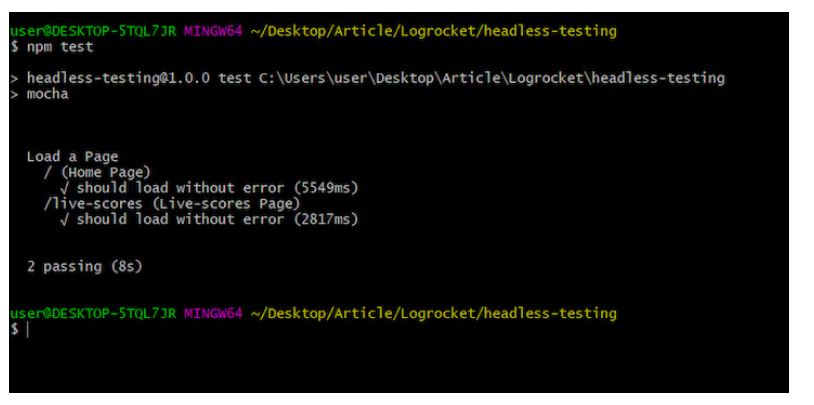 user@DESKTOP-5TQL7JR MINGW64 ~/Desktop/Article/Logrocket/headless-testing
$ npm test
> headless-testing@1.0.0 test C:\Users\user\Desktop\Article\Logrocket\headless-testing
> mocha
Load a Page
/ (Home Page)
√ should load without error (5549ms)
/live-scores (Live-scores Page)
√ should load without error (2817ms)
2 passing (8s)
user@DESKTOP-5TQL7JR MINGW64 ~/Desktop/Article/Logrocket/headless-testing
$